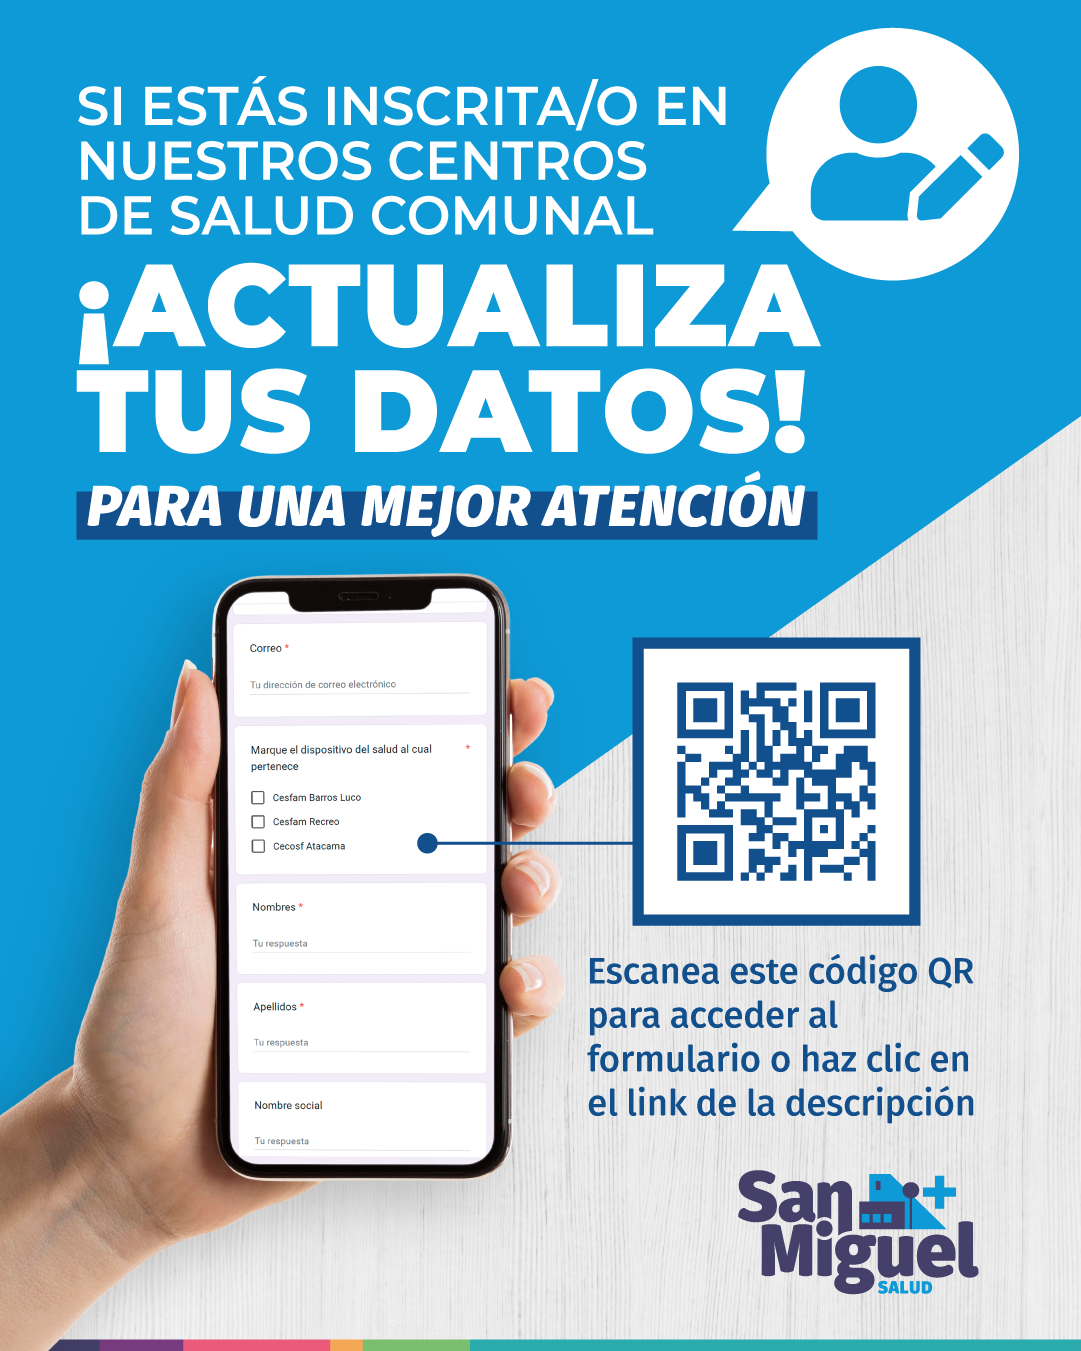 SI ESTÁS INSCRITA/O EN
NUESTROS CENTROS
DE SALUD COMUNAL
¡ACTUALIZA
TUS DATOS!
PARA UNA MEJOR ATENCIÓN
Correo *
Tu dirección de correo electrónico
Marque el dispositivo del salud al cual *
pertenece
Cesfam Barros Luco
Cesfam Recreo
Cecosf Atacama
Nombres *
Tu respuesta
Apellidos *
Tu respuesta
Nombre social
Tu respuesta
Escanea este código QR
para acceder al
formulario o haz clic en
el link de la descripción
San
Miguel
SALUD